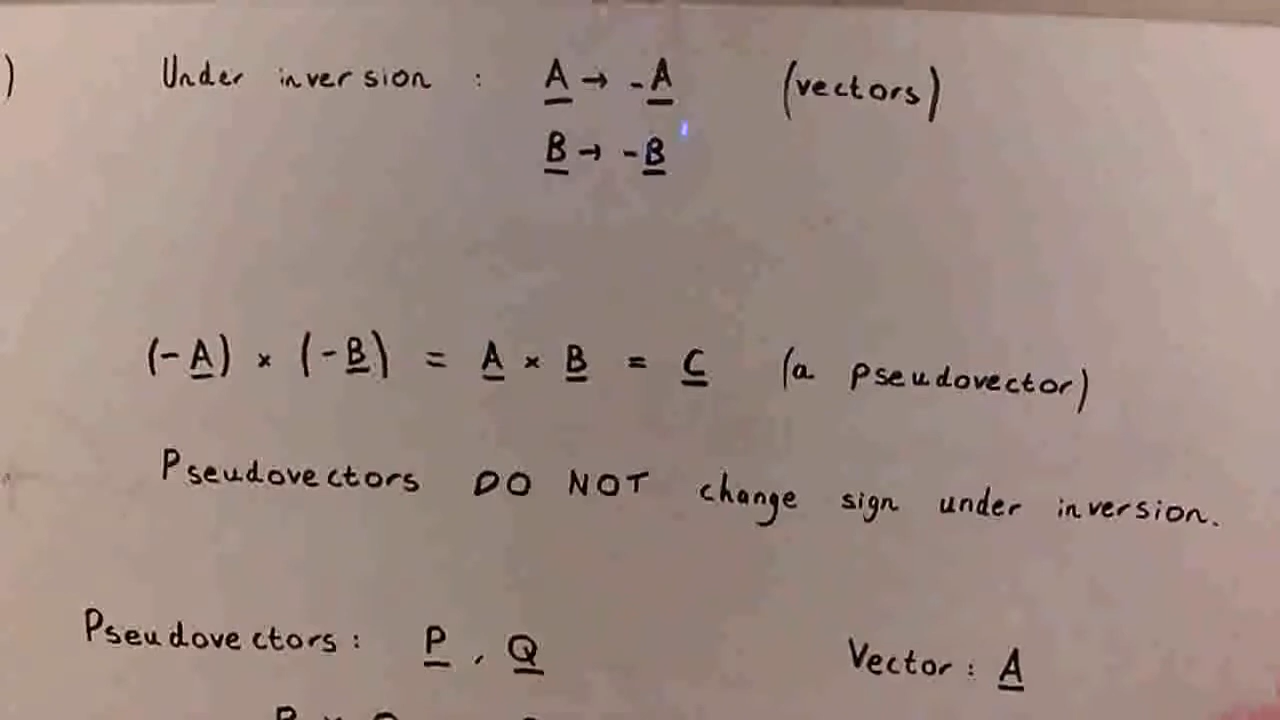 ) Under inversion : A → -A (vectors)
B → -B
(-A) × (-B) = A × B = C (a pseudovector)
Pseudovectors DO NOT change sign under inversion.
Pseudovectors: P , Q Vector: A